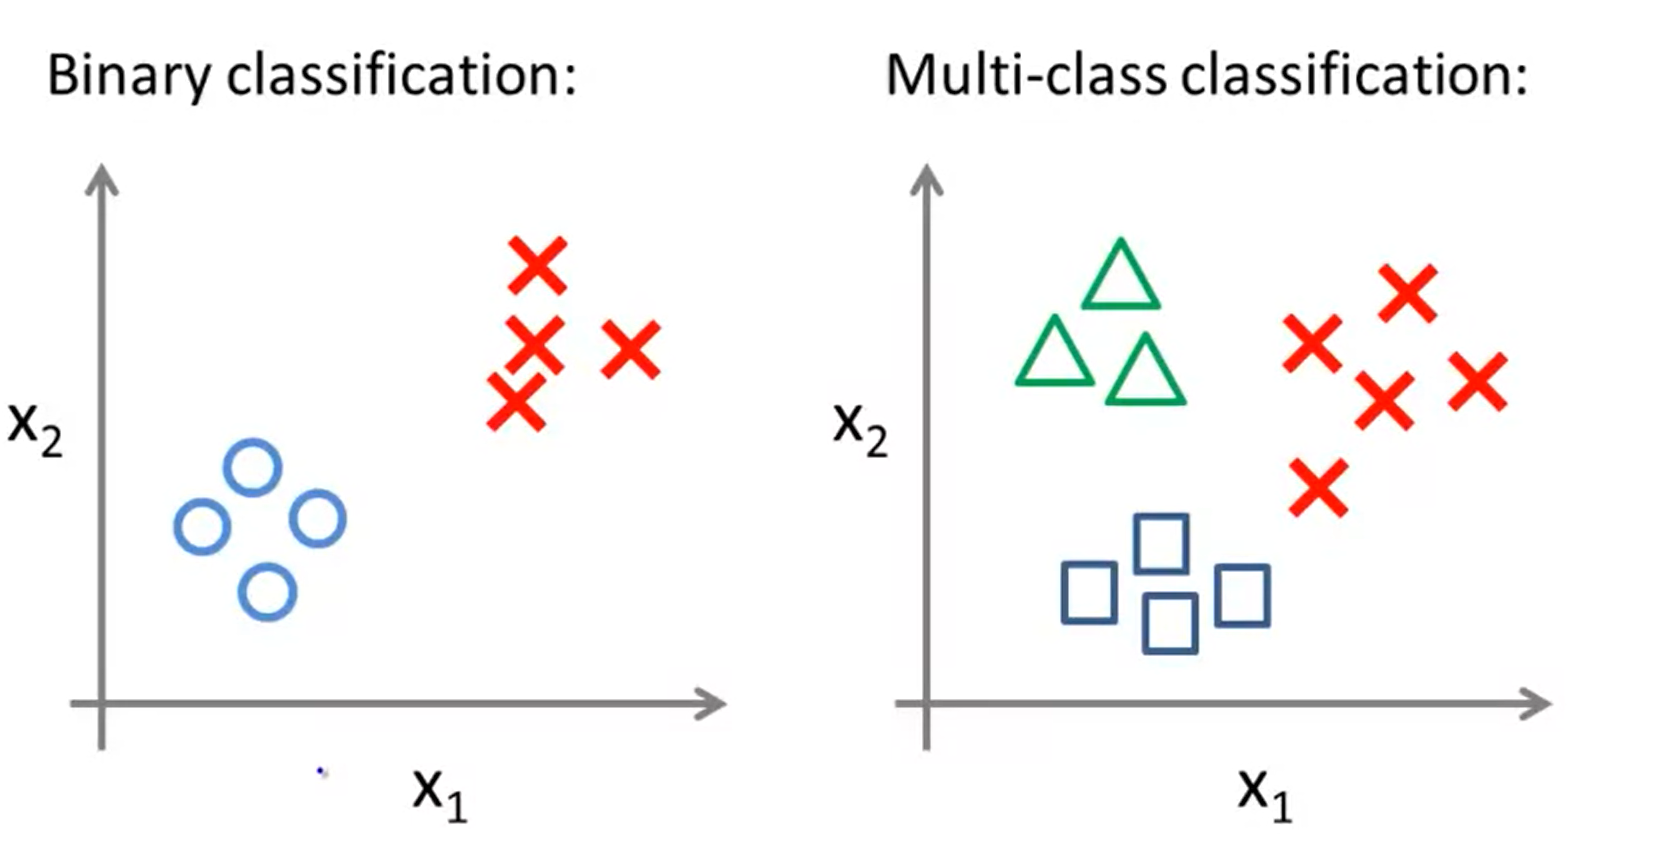 Binary classification:
Multi-class classification:
x₂
x₂
x₁
x₁